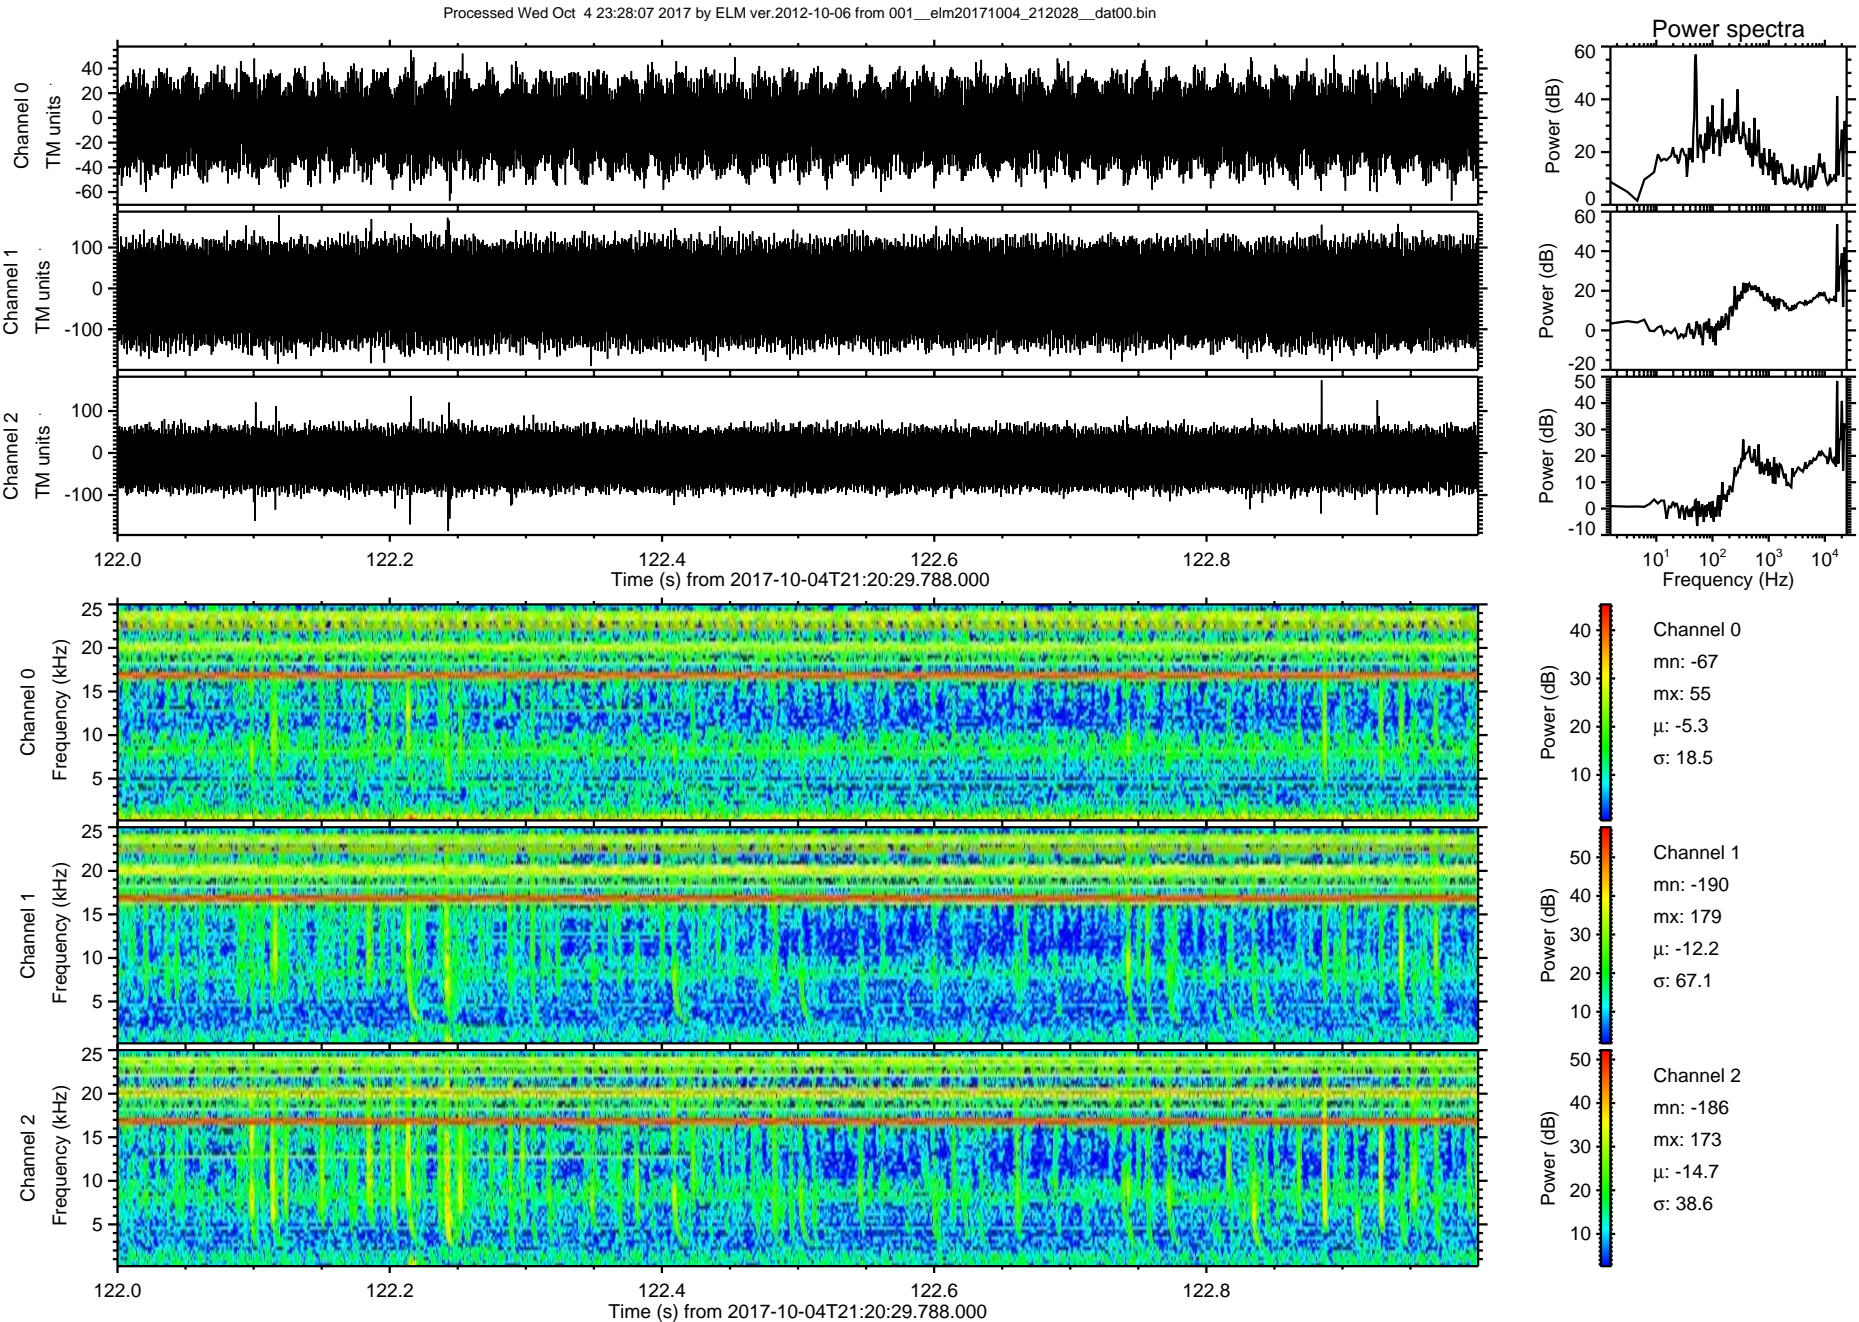 Processed Wed Oct  4 23:28:07 2017 by ELM ver.2012-10-06 from 001__elm20171004_212028__dat00.bin
Power spectra
Channel 0
TM units
40
20
0
-20
-40
-60
Power (dB)
60
40
20
0
Channel 1
TM units
100
0
-100
Power (dB)
60
40
20
0
-20
Channel 2
TM units
100
0
-100
Power (dB)
50
40
30
20
10
0
-10
122.0 122.2 122.4 122.6 122.8
Time (s) from 2017-10-04T21:20:29.788.000
10^1 10^2 10^3 10^4
Frequency (Hz)
Channel 0
Frequency (kHz)
25
20
15
10
5
Power (dB)
40
30
20
10
Channel 0
mn: -67
mx: 55
μ: -5.3
σ: 18.5
Channel 1
Frequency (kHz)
25
20
15
10
5
Power (dB)
50
40
30
20
10
Channel 1
mn: -190
mx: 179
μ: -12.2
σ: 67.1
Channel 2
Frequency (kHz)
25
20
15
10
5
Power (dB)
50
40
30
20
10
Channel 2
mn: -186
mx: 173
μ: -14.7
σ: 38.6
122.0 122.2 122.4 122.6 122.8
Time (s) from 2017-10-04T21:20:29.788.000